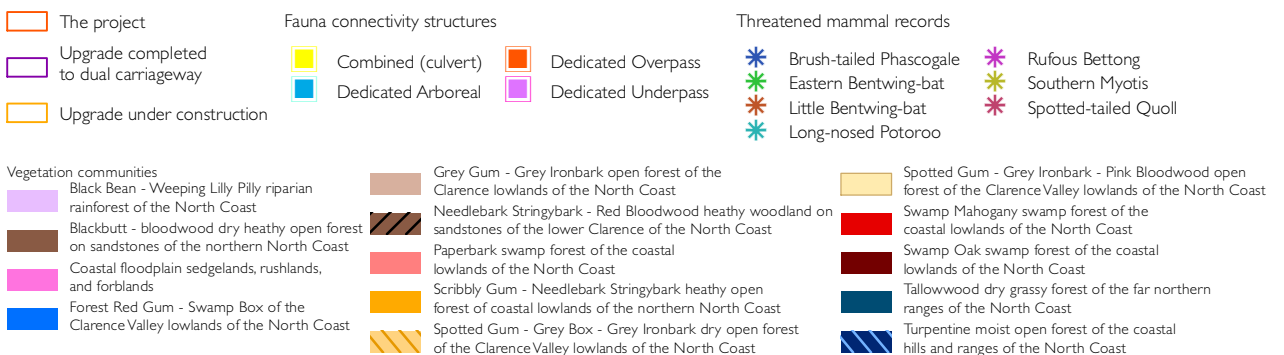 The project
Upgrade completed
to dual carriageway
Upgrade under construction
Fauna connectivity structures
Combined (culvert)
Dedicated Arboreal
Dedicated Overpass
Dedicated Underpass
Threatened mammal records
Brush-tailed Phascogale
Eastern Bentwing-bat
Little Bentwing-bat
Long-nosed Potoroo
Rufous Bettong
Southern Myotis
Spotted-tailed Quoll
Vegetation communities
Black Bean - Weeping Lilly Pilly riparian
rainforest of the North Coast
Blackbutt - bloodwood dry heathy open forest
on sandstones of the northern North Coast
Coastal floodplain sedgelands, rushlands,
and forblands
Forest Red Gum - Swamp Box of the
Clarence Valley lowlands of the North Coast
Grey Gum - Grey Ironbark open forest of the
Clarence lowlands of the North Coast
Needlebark Stringybark - Red Bloodwood heathy woodland on
sandstones of the lower Clarence of the North Coast
Paperbark swamp forest of the coastal
lowlands of the North Coast
Scribbly Gum - Needlebark Stringybark heathy open
forest of coastal lowlands of the northern North Coast
Spotted Gum - Grey Box - Grey Ironbark dry open forest
of the Clarence Valley lowlands of the North Coast
Spotted Gum - Grey Ironbark - Pink Bloodwood open
forest of the Clarence Valley lowlands of the North Coast
Swamp Mahogany swamp forest of the
coastal lowlands of the North Coast
Swamp Oak swamp forest of the coastal
lowlands of the North Coast
Tallowwood dry grassy forest of the far northern
ranges of the North Coast
Turpentine moist open forest of the coastal
hills and ranges of the North Coast